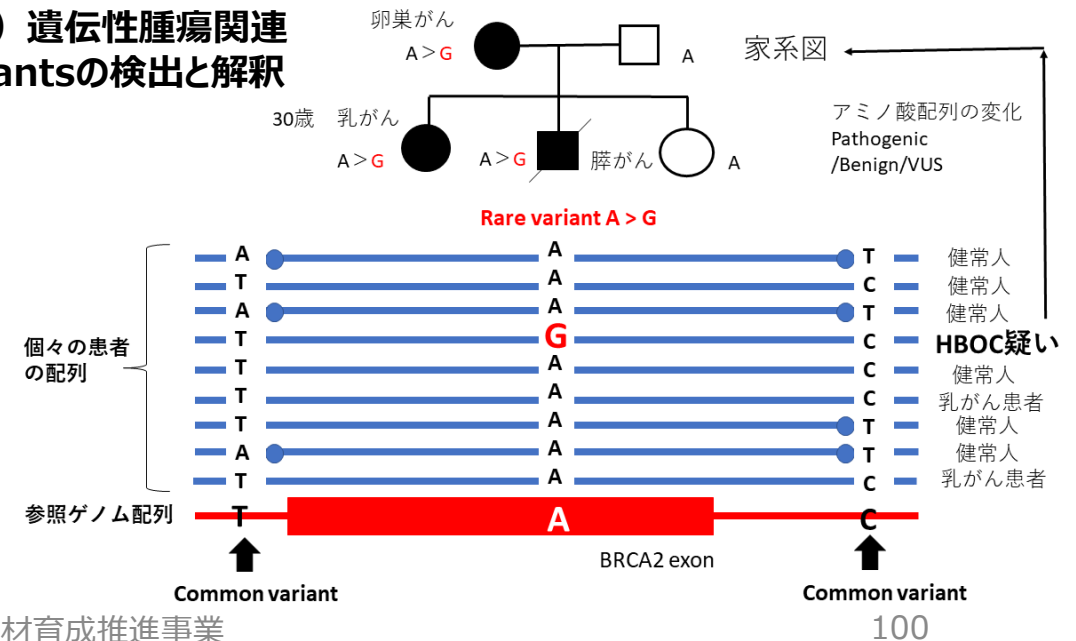 ）遺伝性腫瘍関連
antsの検出と解釈
卵巣がん
A＞G
A
家系図
30歳 乳がん
A＞G
A＞G
膵がん
A
アミノ酸配列の変化
Pathogenic
/Benign/VUS
Rare variant A > G
A A T 健常人
T A C 健常人
A A T 健常人
T G C HBOC疑い
T A C 健常人
T A C 乳がん患者
T A T 健常人
A A T 健常人
T A C 乳がん患者
個々の患者
の配列
参照ゲノム配列 T A C
BRCA2 exon
Common variant
Common variant
材育成推進事業
100